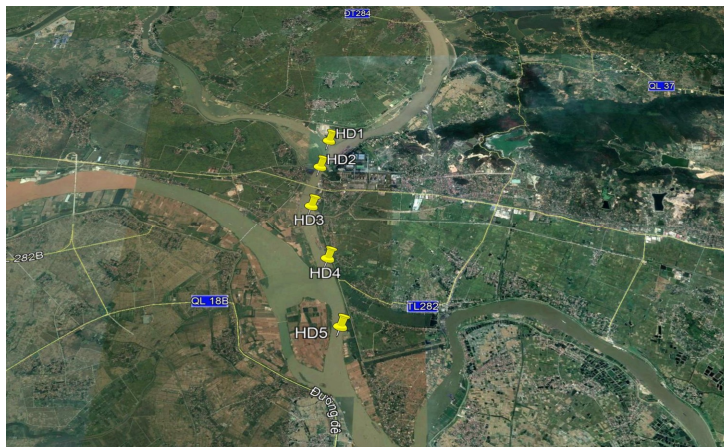 ĐT284
QL 37
HD1
HD2
HD3
282B
HD4
QL 18B
TL282
HD5
Đường đê